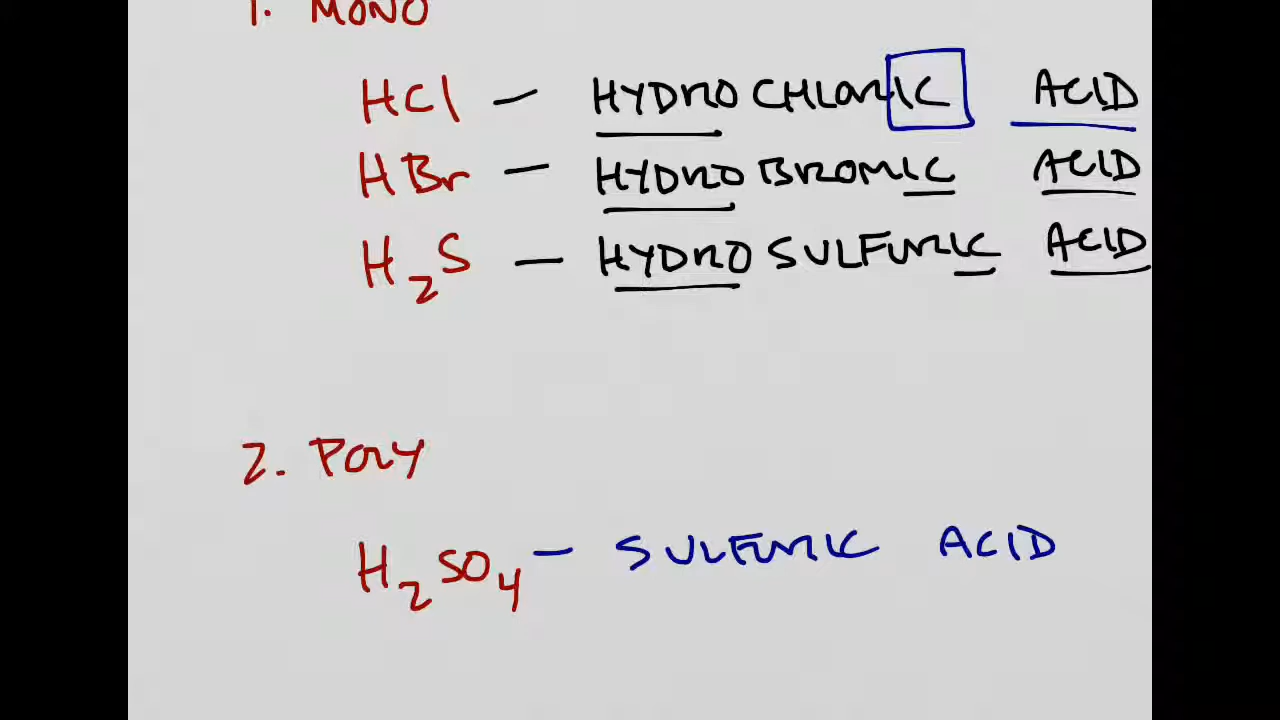 1. MONO
HCl – HYDROCHLORIC ACID
HBr – HYDROBROMIC ACID
H₂S – HYDROSULFURIC ACID
2. POLY
H₂SO₄ – SULFURIC ACID